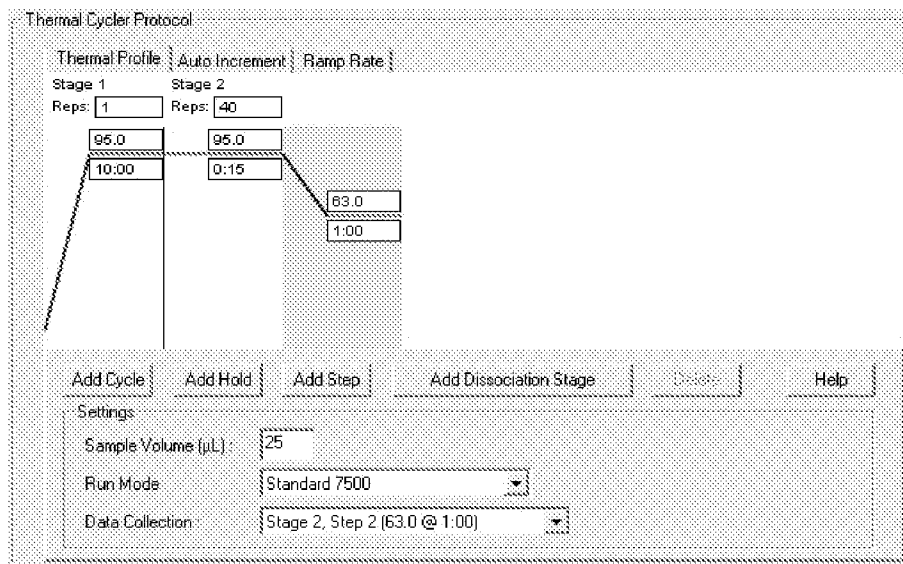 Thermal Cycler Protocol
Thermal Profile Auto Increment Ramp Rate
Stage 1 Stage 2
Reps: 1 Reps: 40
95.0 95.0
10:00 0:15
63.0
1:00
Add Cycle Add Hold Add Step Add Dissociation Stage Delete Help
Settings
Sample Volume (µL) : 25
Run Mode Standard 7500
Data Collection : Stage 2, Step 2 (63.0 @ 1:00)